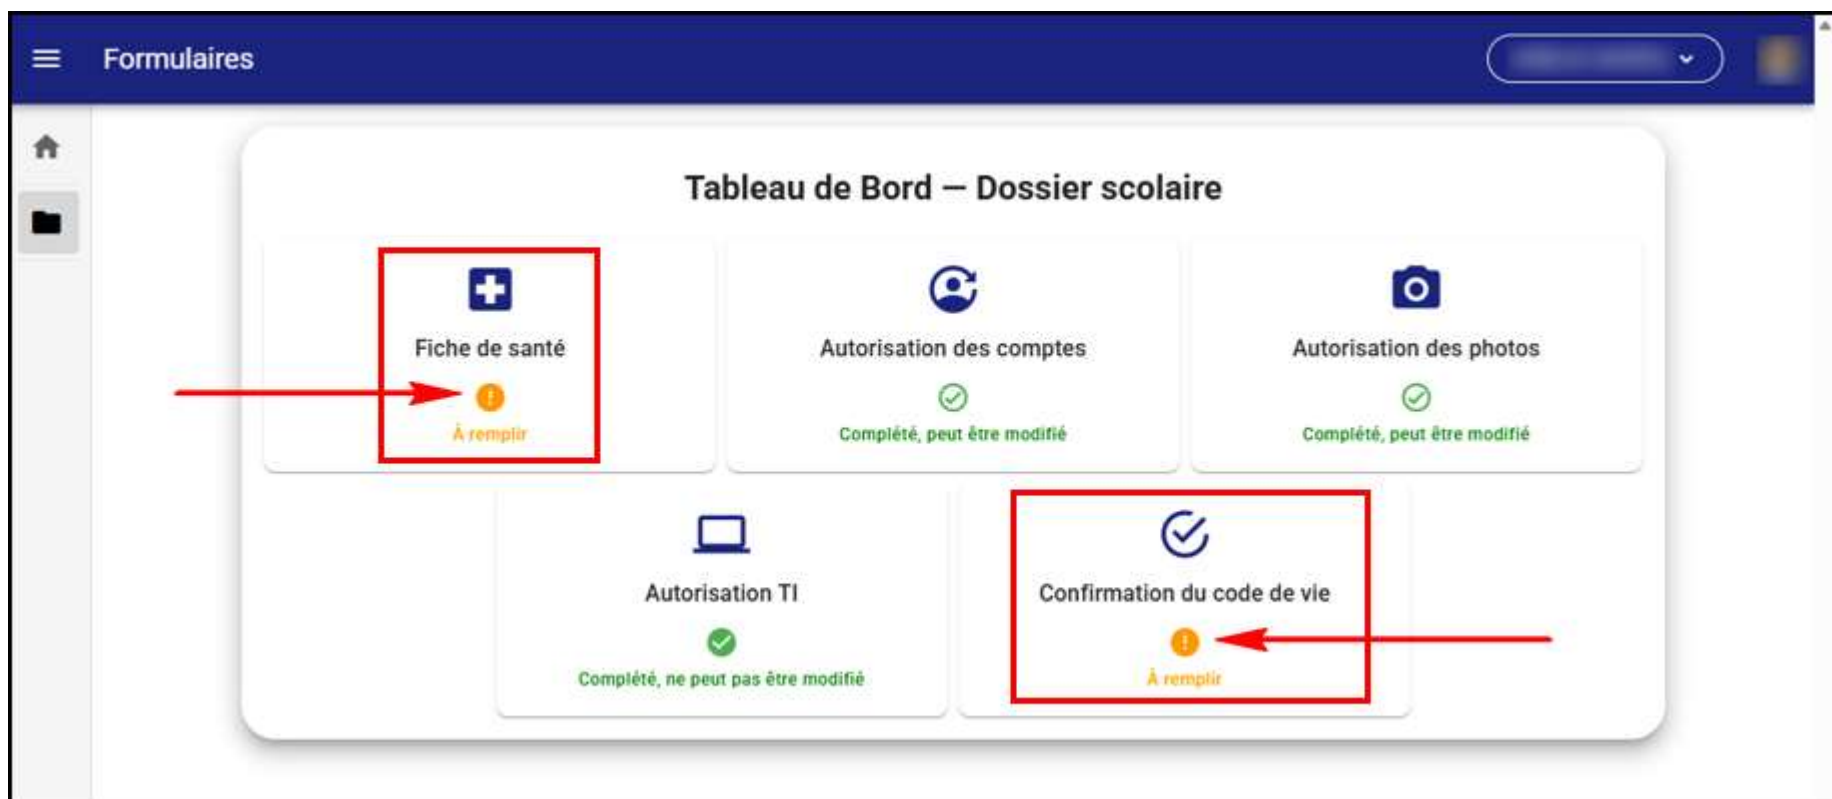 Formulaires
Tableau de Bord — Dossier scolaire
Fiche de santé
À remplir
Autorisation des comptes
Complété, peut être modifié
Autorisation des photos
Complété, peut être modifié
Autorisation TI
Complété, ne peut pas être modifié
Confirmation du code de vie
À remplir